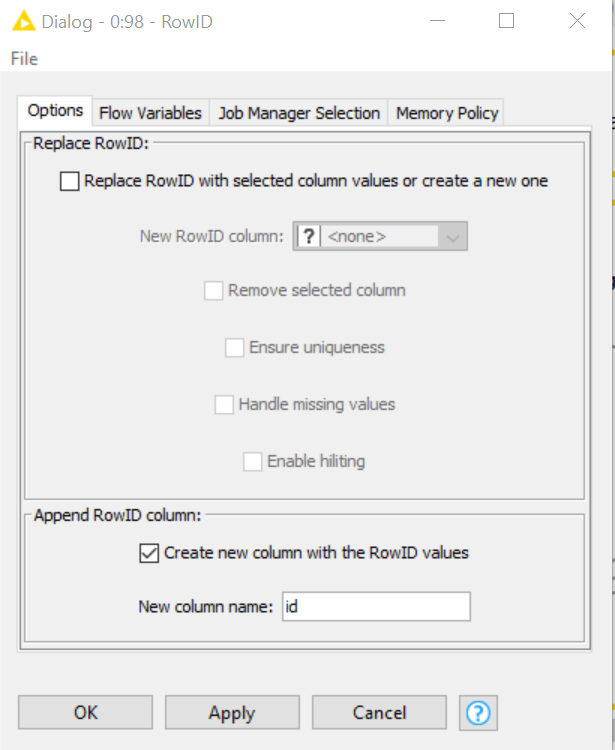 Dialog - 0:98 - RowID
File
Options Flow Variables Job Manager Selection Memory Policy
Replace RowID:
Replace RowID with selected column values or create a new one
New RowID column: ? <none>
Remove selected column
Ensure uniqueness
Handle missing values
Enable hiliting
Append RowID column:
Create new column with the RowID values
New column name: id
OK Apply Cancel ?